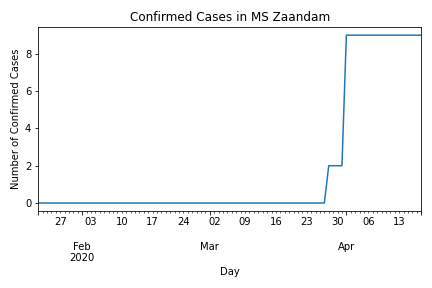 Confirmed Cases in MS Zaandam
Number of Confirmed Cases
8
6
4
2
0
27 03 10 17 24 02 09 16 23 30 06 13
Feb Mar Apr
2020
Day